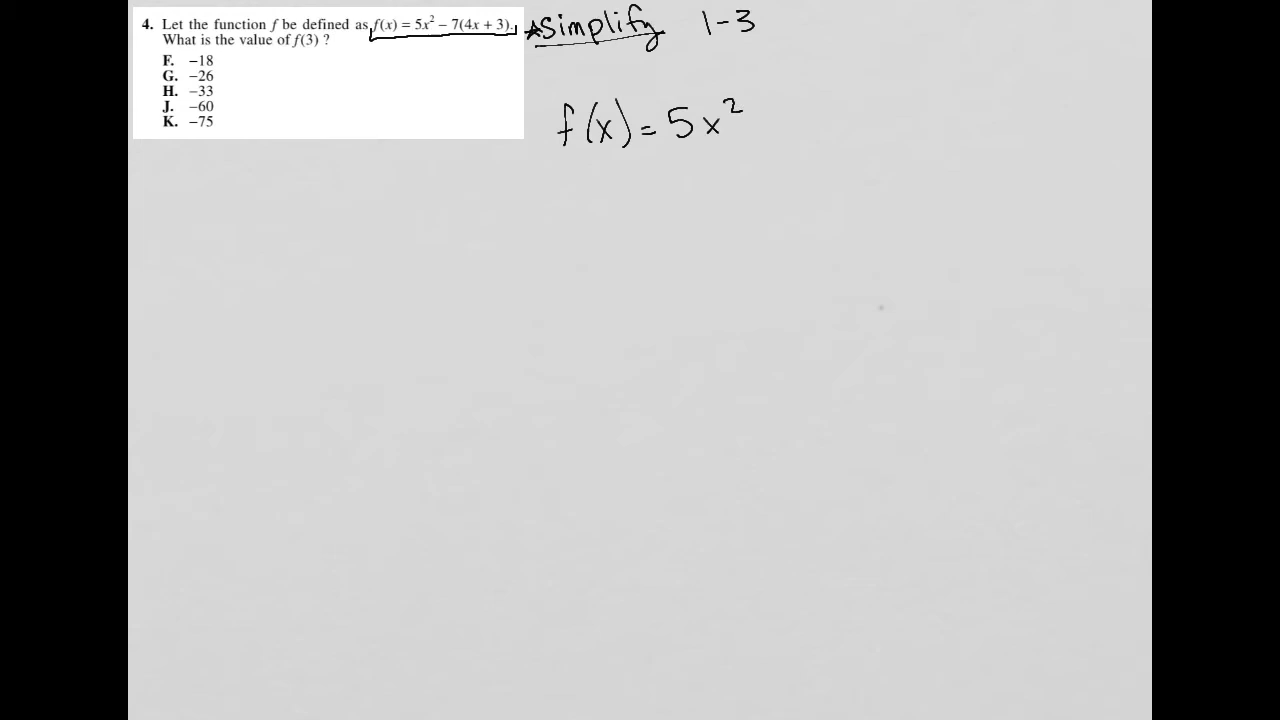 4. Let the function f be defined as f(x) = 5x² − 7(4x + 3).
What is the value of f(3) ?
F. −18
G. −26
H. −33
J. −60
K. −75
★Simplify 1-3
f(x) = 5x²